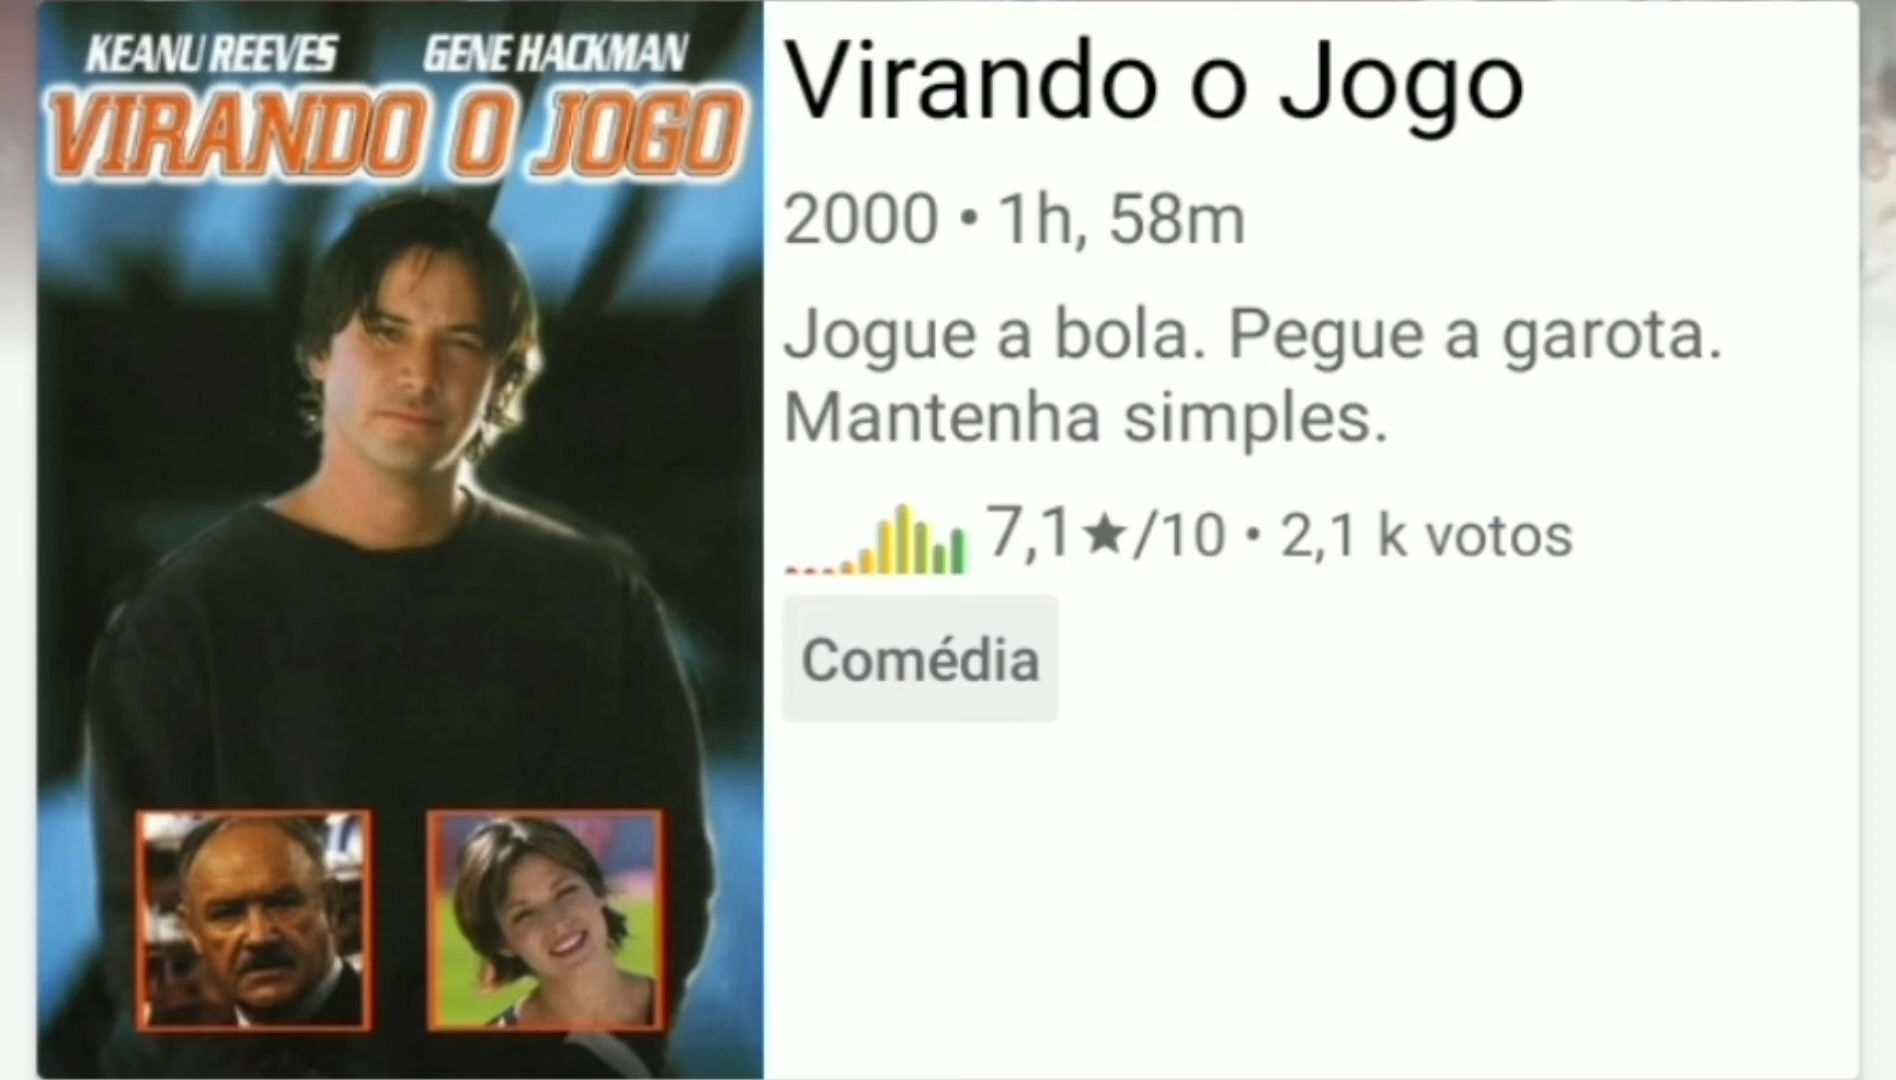 KEANU REEVES GENE HACKMAN
VIRANDO O JOGO
Virando o Jogo
2000 • 1h, 58m
Jogue a bola. Pegue a garota.
Mantenha simples.
7,1★/10 • 2,1 k votos
Comédia